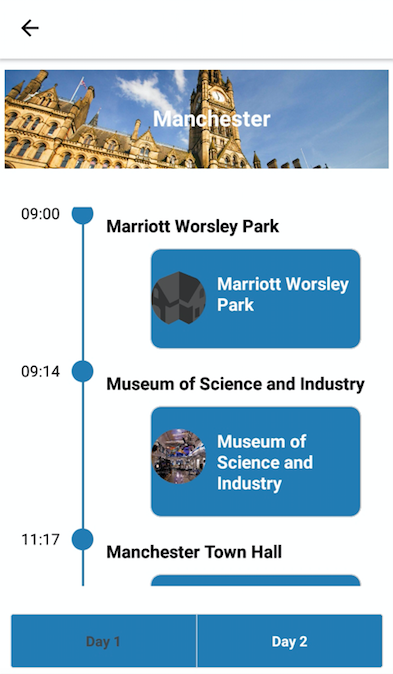 Manchester
09:00
Marriott Worsley Park
Marriott Worsley
Park
09:14
Museum of Science and Industry
Museum of
Science and
Industry
11:17
Manchester Town Hall
Day 1
Day 2